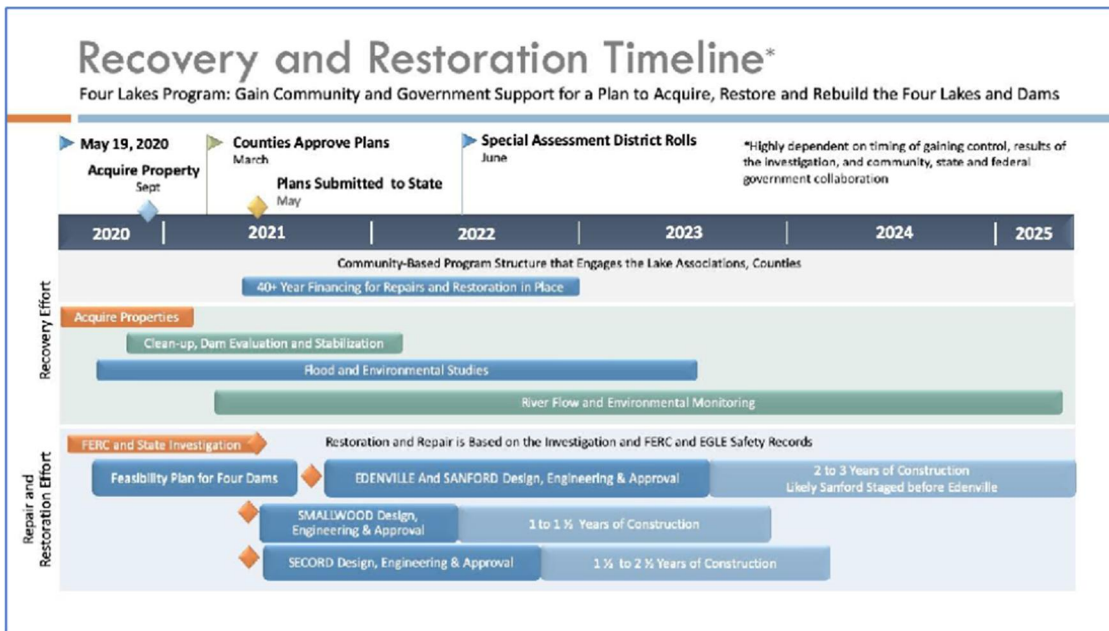 Recovery and Restoration Timeline*
Four Lakes Program: Gain Community and Government Support for a Plan to Acquire, Restore and Rebuild the Four Lakes and Dams
May 19, 2020
Acquire Property
Sept
Counties Approve Plans
March
Plans Submitted to State
May
Special Assessment District Rolls
June
*Highly dependent on timing of gaining control, results
of the investigation, and community, state and federal
government collaboration
2020
2021
2022
2023
2024
2025
Recovery Effort
Community-Based Program Structure that Engages the Lake Associations, Counties
40+ Year Financing for Repairs and Restoration in Place
Acquire Properties
Clean-up, Dam Evaluation and Stabilization
Flood and Environmental Studies
River Flow and Environmental Monitoring
Repair and
Restoration Effort
FERC and State Investigation
Restoration and Repair is Based on the Investigation and FERC and EGLE Safety Records
Feasibility Plan for Four Dams
EDENVILLE And SANFORD Design, Engineering & Approval
2 to 3 Years of Construction
Likely Sanford Staged before Edenville
SMALLWOOD Design,
Engineering & Approval
1 to 1 ½ Years of Construction
SECORD Design, Engineering & Approval
1 ½ to 2 ½ Years of Construction